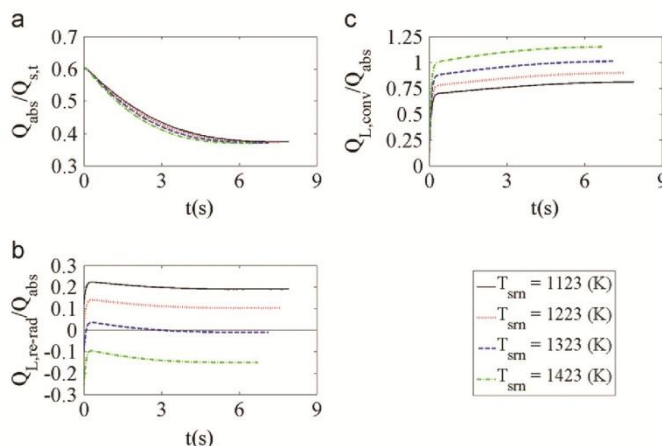 a
0.7
0.6
0.5
0.4
0.3
Q_abs/Q_s,t
0 3 6 9
t(s)
c
1.25
1
0.75
0.5
0.25
0
Q_L,conv/Q_abs
0 3 6 9
t(s)
b
0.3
0.2
0.1
0
-0.1
-0.2
0.3
Q_L,re-rad/Q_abs
0 3 6 9
t(s)
T_srn = 1123 (K)
T_srn = 1223 (K)
T_srn = 1323 (K)
T_srn = 1423 (K)